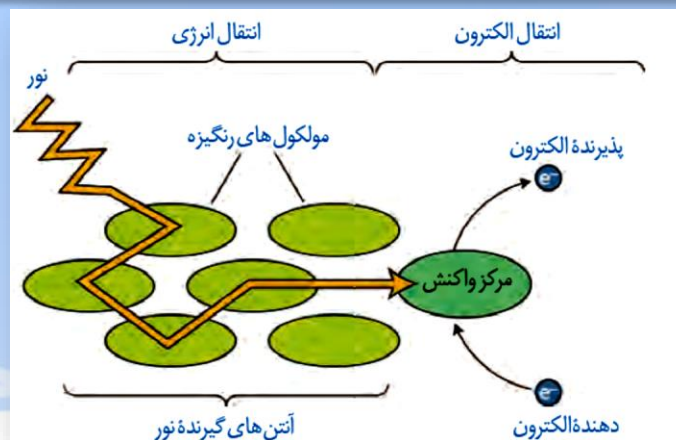 انتقال الکترون
انتقال انرژی
نور
مولکول های رنگیزه
پذیرندهٔ الکترون
e⁻
مرکز واکنش
e⁻
دهندهٔ الکترون
آنتن های گیرندهٔ نور